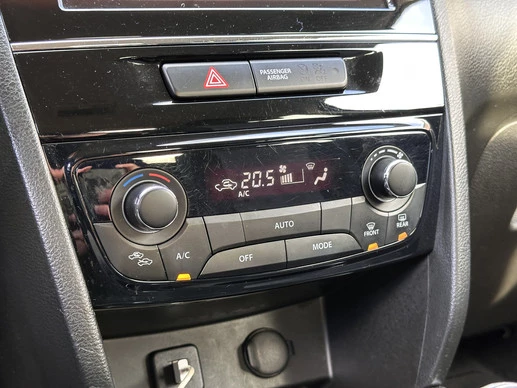 PASSENGER
AIRBAG
20.5
A/C
AUTO
A/C
OFF
MODE
FRONT
REAR